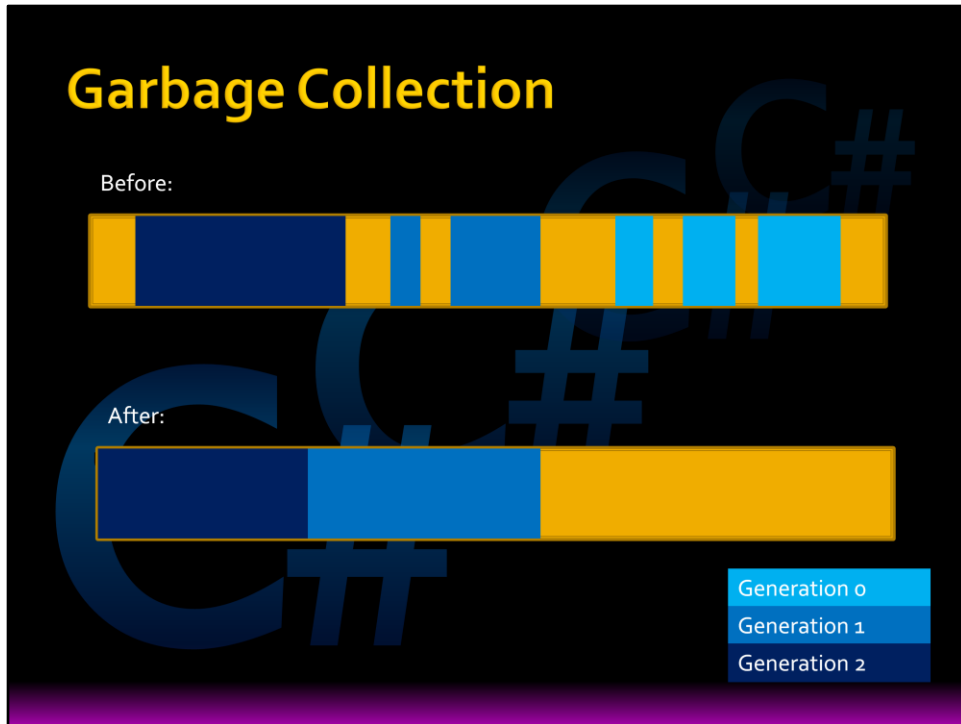 Garbage Collection
C#
C#
C#
C#
Before:
After:
Generation 0
Generation 1
Generation 2